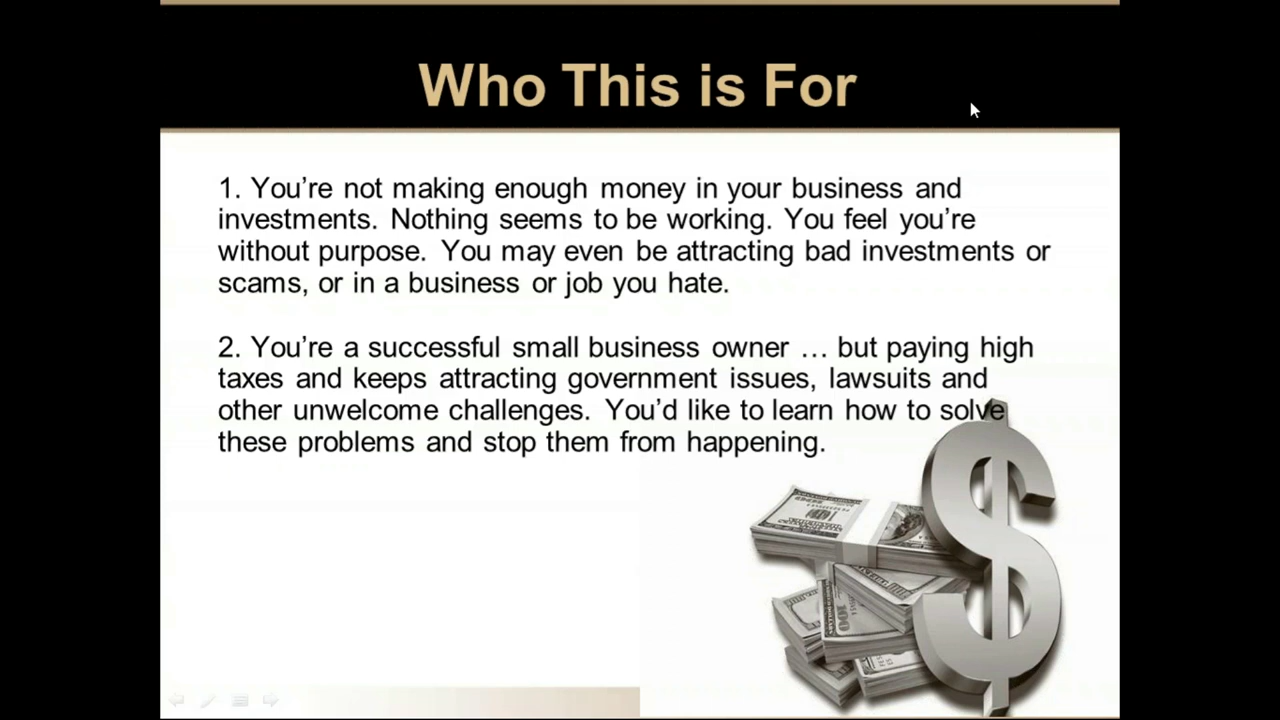 Who This is For
1. You're not making enough money in your business and
investments. Nothing seems to be working. You feel you're
without purpose. You may even be attracting bad investments or
scams, or in a business or job you hate.
2. You're a successful small business owner … but paying high
taxes and keeps attracting government issues, lawsuits and
other unwelcome challenges. You'd like to learn how to solve
these problems and stop them from happening.